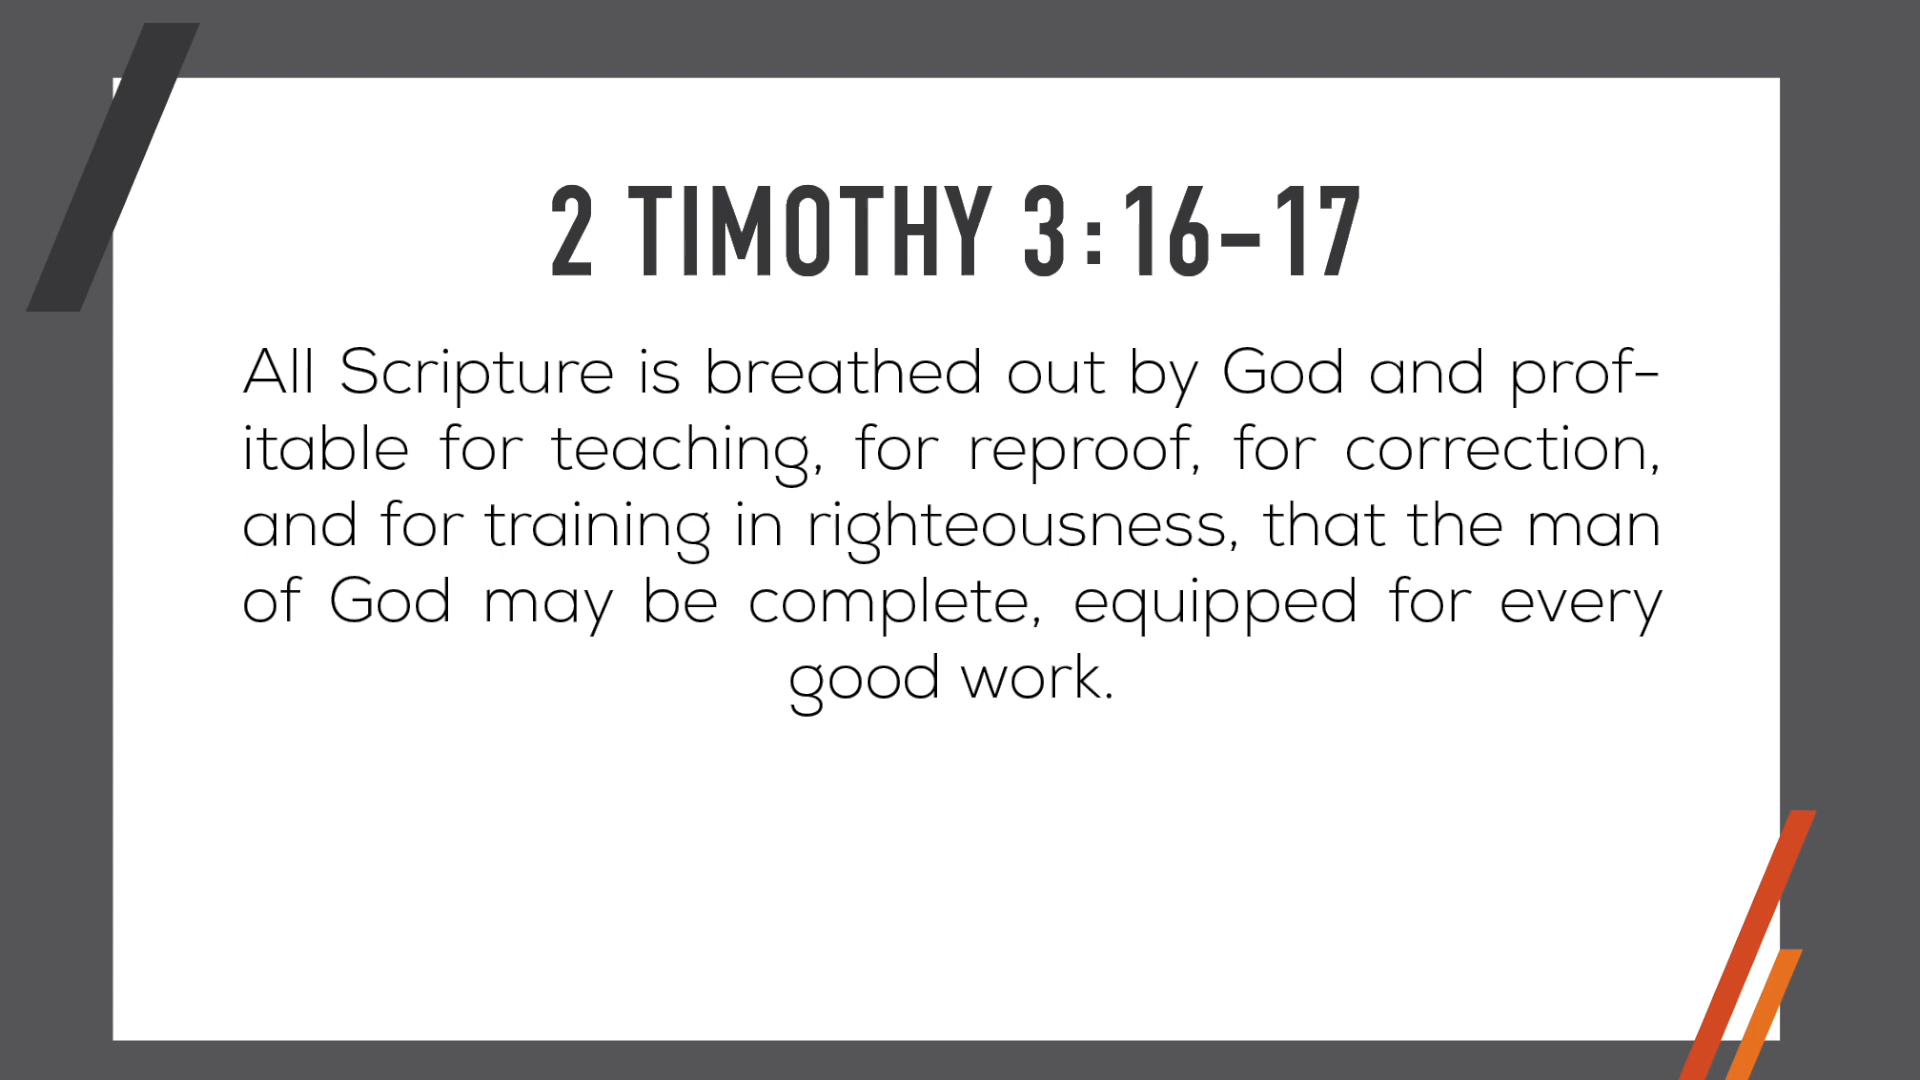 2 TIMOTHY 3:16-17
All Scripture is breathed out by God and prof-
itable for teaching, for reproof, for correction,
and for training in righteousness, that the man
of God may be complete, equipped for every
good work.